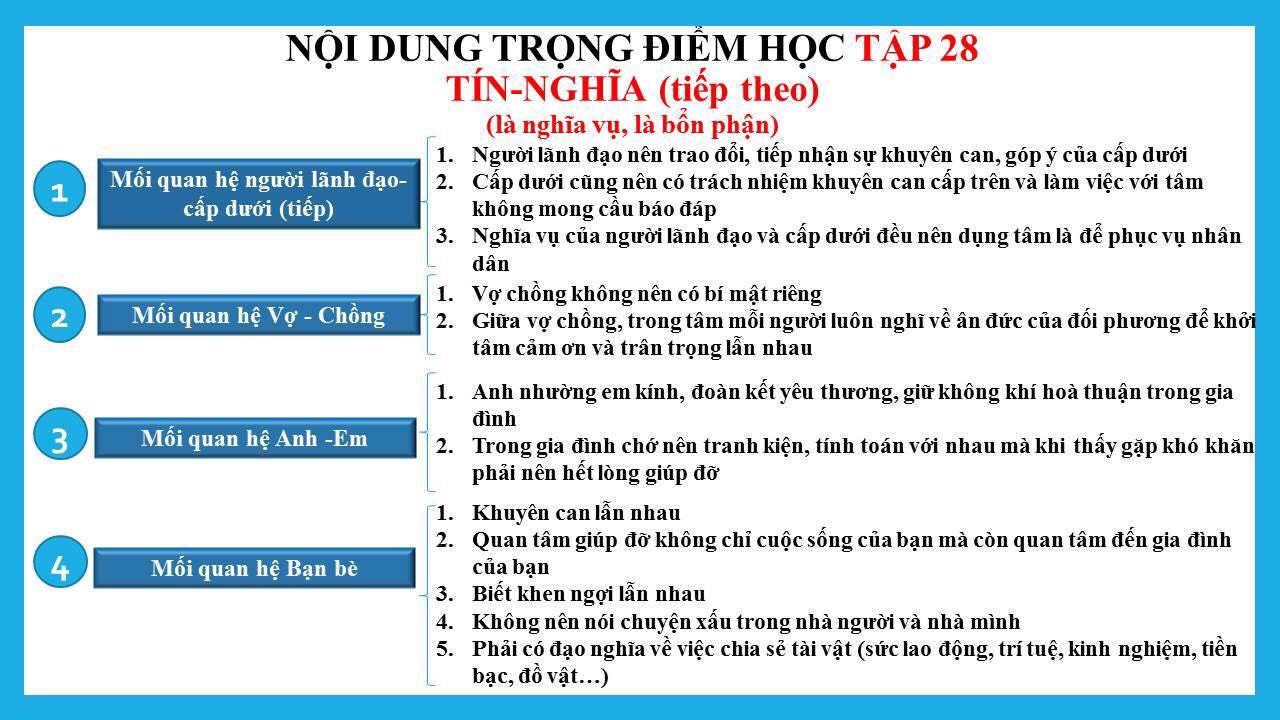 NỘI DUNG TRỌNG ĐIỂM HỌC TẬP 28
TÍN-NGHĨA (tiếp theo)
(là nghĩa vụ, là bổn phận)
1
Mối quan hệ người lãnh đạo-
cấp dưới (tiếp)
1. Người lãnh đạo nên trao đổi, tiếp nhận sự khuyên can, góp ý của cấp dưới
2. Cấp dưới cũng nên có trách nhiệm khuyên can cấp trên và làm việc với tâm
không mong cầu báo đáp
3. Nghĩa vụ của người lãnh đạo và cấp dưới đều nên dụng tâm là để phục vụ nhân
dân
2
Mối quan hệ Vợ - Chồng
1. Vợ chồng không nên có bí mật riêng
2. Giữa vợ chồng, trong tâm mỗi người luôn nghĩ về ân đức của đối phương để khởi
tâm cảm ơn và trân trọng lẫn nhau
3
Mối quan hệ Anh -Em
1. Anh nhường em kính, đoàn kết yêu thương, giữ không khí hoà thuận trong gia
đình
2. Trong gia đình chớ nên tranh kiện, tính toán với nhau mà khi thấy gặp khó khăn
phải nên hết lòng giúp đỡ
4
Mối quan hệ Bạn bè
1. Khuyên can lẫn nhau
2. Quan tâm giúp đỡ không chỉ cuộc sống của bạn mà còn quan tâm đến gia đình
của bạn
3. Biết khen ngợi lẫn nhau
4. Không nên nói chuyện xấu trong nhà người và nhà mình
5. Phải có đạo nghĩa về việc chia sẻ tài vật (sức lao động, trí tuệ, kinh nghiệm, tiền
bạc, đồ vật…)